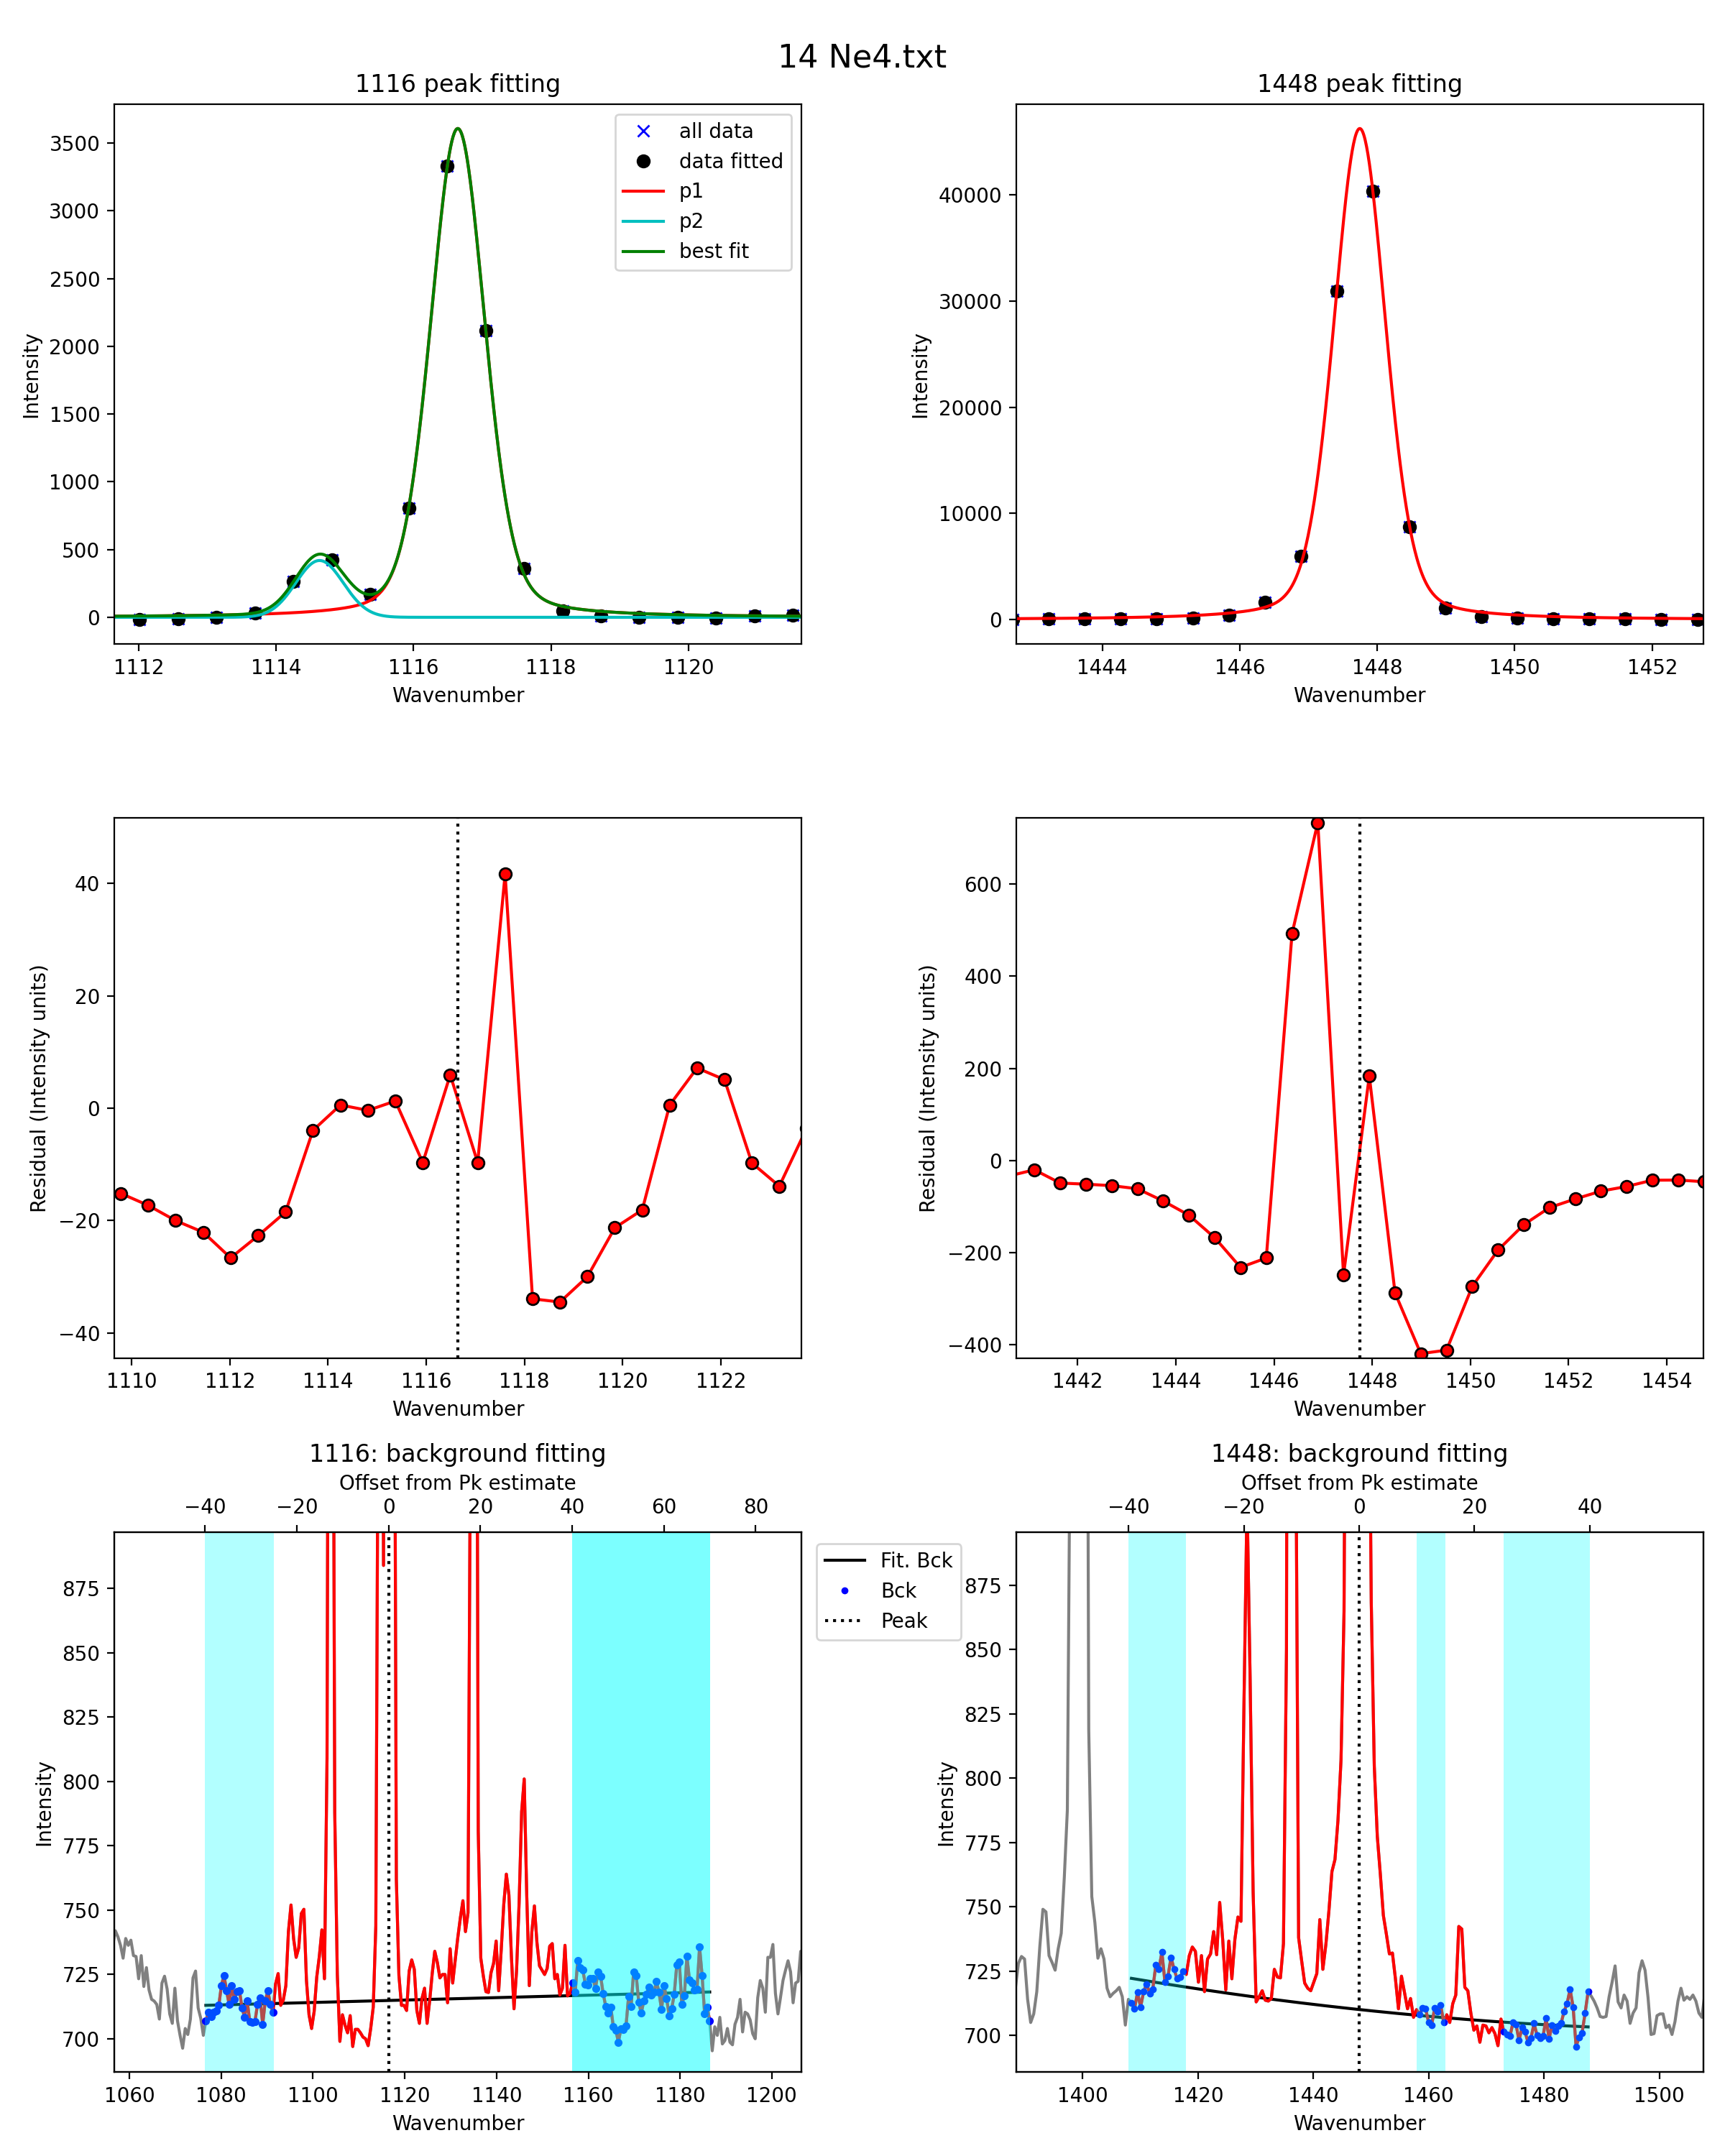 14 Ne4.txt
1116 peak fitting
3500
3000
2500
2000
1500
1000
500
0
Intensity
all data
data fitted
p1
p2
best fit
1112 1114 1116 1118 1120
Wavenumber
1448 peak fitting
40000
30000
20000
10000
0
Intensity
1444 1446 1448 1450 1452
Wavenumber
40
20
0
−20
−40
Residual (Intensity units)
1110 1112 1114 1116 1118 1120 1122
Wavenumber
600
400
200
0
−200
−400
Residual (Intensity units)
1442 1444 1446 1448 1450 1452 1454
Wavenumber
1116: background fitting
Offset from Pk estimate
−40 −20 0 20 40 60 80
875
850
825
800
775
750
725
700
Intensity
1060 1080 1100 1120 1140 1160 1180 1200
Wavenumber
Fit. Bck
Bck
Peak
1448: background fitting
Offset from Pk estimate
−40 −20 0 20 40
875
850
825
800
775
750
725
700
Intensity
1400 1420 1440 1460 1480 1500
Wavenumber